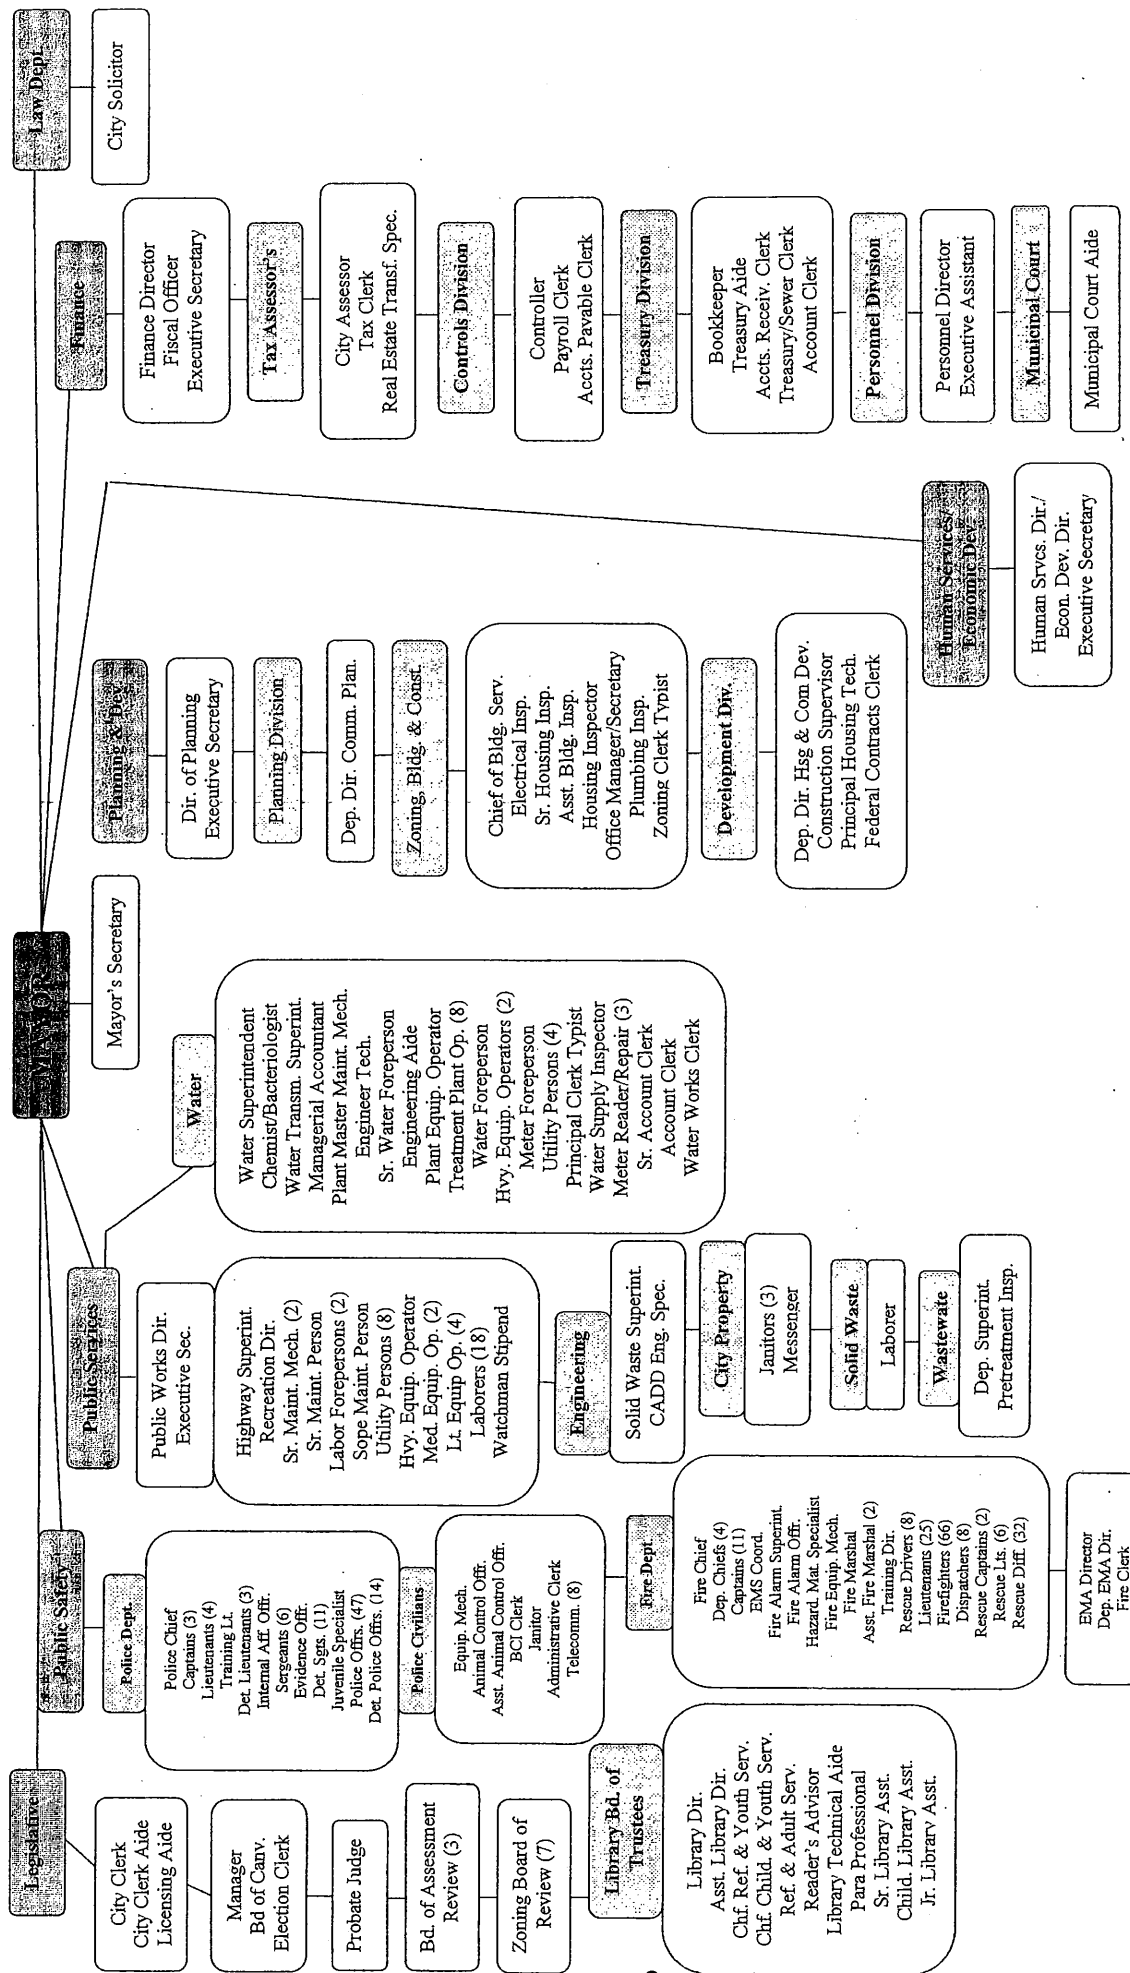 MAYOR
Mayor's Secretary
Legislative
City Clerk
City Clerk Aide
Licensing Aide
Manager
Bd of Canv.
Election Clerk
Probate Judge
Bd. of Assessment
Review (3)
Zoning Board of
Review (7)
Library Bd. of
Trustees
Library Dir.
Asst. Library Dir.
Chf. Ref. & Youth Serv.
Chf. Child. & Youth Serv.
Ref. & Adult Serv.
Reader's Advisor
Library Technical Aide
Para Professional
Sr. Library Asst.
Child. Library Asst.
Jr. Library Asst.
Public Safety
Police Dept.
Police Chief
Captains (3)
Lieutenants (4)
Training Lt.
Det. Lieutenants (3)
Internal Aff. Offr.
Sergeants (6)
Evidence Off.
Det. Sgts. (11)
Juvenile Specialist
Police Offrs. (47)
Det. Police Offrs. (14)
Police Civilians
Equip. Mech.
Animal Control Offr.
Asst. Animal Control Offr.
BCI Clerk
Janitor
Administrative Clerk
Telecomm. (8)
Fire Dept.
Fire Chief
Dep. Chiefs (4)
Captains (11)
EMS Coord.
Fire Alarm Superint.
Fire Alarm Offr.
Hazard. Mat. Specialist
Fire Equip. Mech.
Fire Marshal
Asst. Fire Marshal (2)
Training Dir.
Rescue Drivers (8)
Lieutenants (25)
Firefighters (66)
Dispatchers (8)
Rescue Captains (2)
Rescue Lts. (6)
Rescue Diff. (32)
EMA Director
Dep. EMA Dir.
Fire Clerk
Public Services
Public Works Dir.
Executive Sec.
Highway Superint.
Recreation Dir.
Sr. Maint. Mech. (2)
Sr. Maint. Person
Labor Forepersons (2)
Sope Maint. Person
Utility Persons (8)
Hvy. Equip. Operator
Med. Equip. Op. (2)
Lt. Equip Op. (4)
Laborers (18)
Watchman Stipend
Engineering
Solid Waste Superint.
CADD Eng. Spec.
City Property
Janitors (3)
Messenger
Solid Waste
Laborer
Wastewate
Dep. Superint.
Pretreatment Insp.
Water
Water Superintendent
Chemist/Bacteriologist
Water Transm. Superint.
Managerial Accountant
Plant Master Maint. Mech.
Engineer Tech.
Sr. Water Foreperson
Engineering Aide
Plant Equip. Operator
Treatment Plant Op. (8)
Water Foreperson
Hvy. Equip. Operators (2)
Meter Foreperson
Utility Persons (4)
Principal Clerk Typist
Water Supply Inspector
Meter Reader/Repair (3)
Sr. Account Clerk
Account Clerk
Water Works Clerk
Planning & Dev.
Dir. of Planning
Executive Secretary
Planning Division
Dep. Dir. Comm. Plan.
Zoning, Bldg. & Const.
Chief of Bldg. Serv.
Electrical Insp.
Sr. Housing Insp.
Asst. Bldg. Insp.
Housing Inspector
Office Manager/Secretary
Plumbing Insp.
Zoning Clerk Typist
Development Div.
Dep. Dir. Hsg & Com Dev.
Construction Supervisor
Principal Housing Tech.
Federal Contracts Clerk
Human Services/
Economic Dev.
Human Srvcs. Dir./
Econ. Dev. Dir.
Executive Secretary
Finance
Finance Director
Fiscal Officer
Executive Secretary
Tax Assessor's
City Assessor
Tax Clerk
Real Estate Transf. Spec.
Controls Division
Controller
Payroll Clerk
Accts. Payable Clerk
Treasury Division
Bookkeeper
Treasury Aide
Accts. Receiv. Clerk
Treasury/Sewer Clerk
Account Clerk
Personnel Division
Personnel Director
Executive Assistant
Municipal Court
Municipal Court Aide
Law Dept
City Solicitor